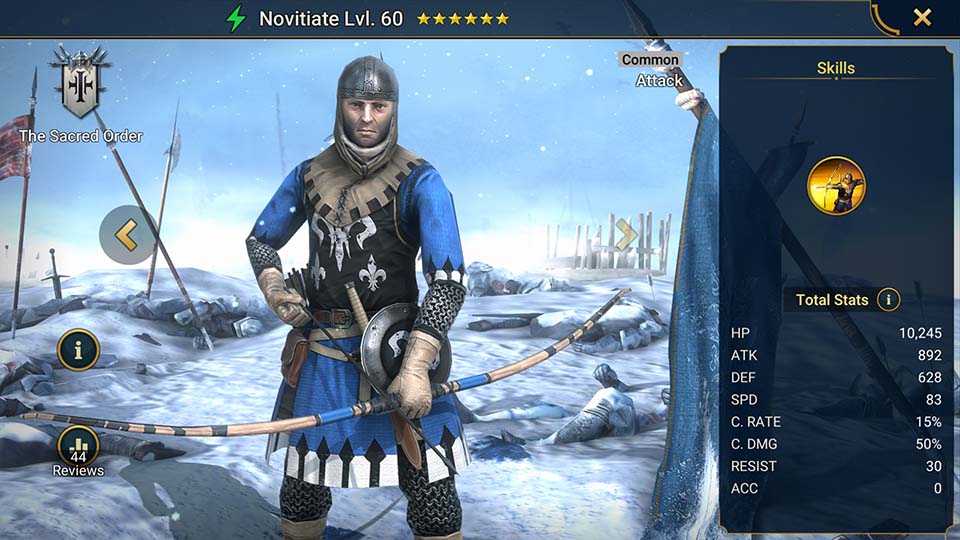 Novitiate Lvl. 60
The Sacred Order
Common
Attack
Skills
Total Stats i
HP 10,245
ATK 892
DEF 628
SPD 83
C. RATE 15%
C. DMG 50%
RESIST 30
ACC 0
i
44
Reviews